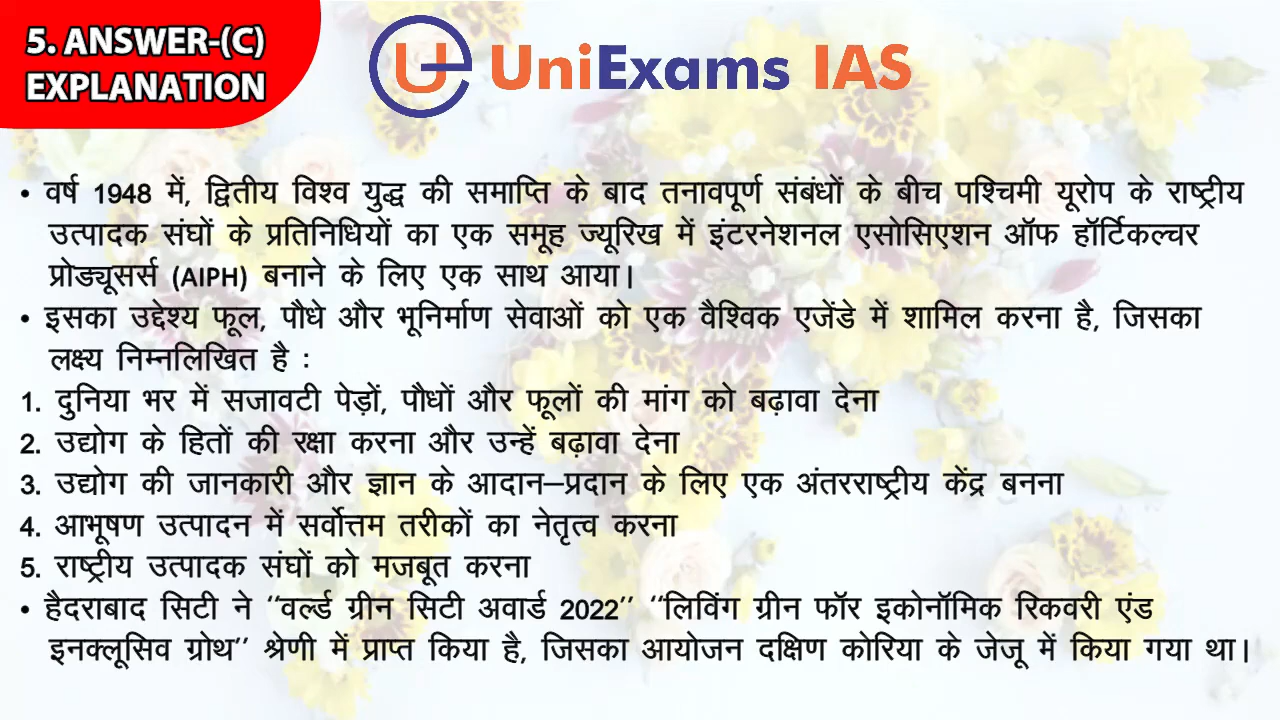 5. ANSWER-(C)
EXPLANATION
Ue UniExams IAS
• वर्ष 1948 में, द्वितीय विश्व युद्ध की समाप्ति के बाद तनावपूर्ण संबंधों के बीच पश्चिमी यूरोप के राष्ट्रीय
उत्पादक संघों के प्रतिनिधियों का एक समूह ज्यूरिख में इंटरनेशनल एसोसिएशन ऑफ हॉर्टिकल्चर
प्रोड्यूसर्स (AIPH) बनाने के लिए एक साथ आया।
• इसका उद्देश्य फूल, पौधे और भूनिर्माण सेवाओं को एक वैश्विक एजेंडे में शामिल करना है, जिसका
लक्ष्य निम्नलिखित है :
1. दुनिया भर में सजावटी पेड़ों, पौधों और फूलों की मांग को बढ़ावा देना
2. उद्योग के हितों की रक्षा करना और उन्हें बढ़ावा देना
3. उद्योग की जानकारी और ज्ञान के आदान–प्रदान के लिए एक अंतरराष्ट्रीय केंद्र बनना
4. आभूषण उत्पादन में सर्वोत्तम तरीकों का नेतृत्व करना
5. राष्ट्रीय उत्पादक संघों को मजबूत करना
• हैदराबाद सिटी ने ‘‘वर्ल्ड ग्रीन सिटी अवार्ड 2022’’ ‘‘लिविंग ग्रीन फॉर इकोनॉमिक रिकवरी एंड
इनक्लूसिव ग्रोथ’’ श्रेणी में प्राप्त किया है, जिसका आयोजन दक्षिण कोरिया के जेजू में किया गया था।